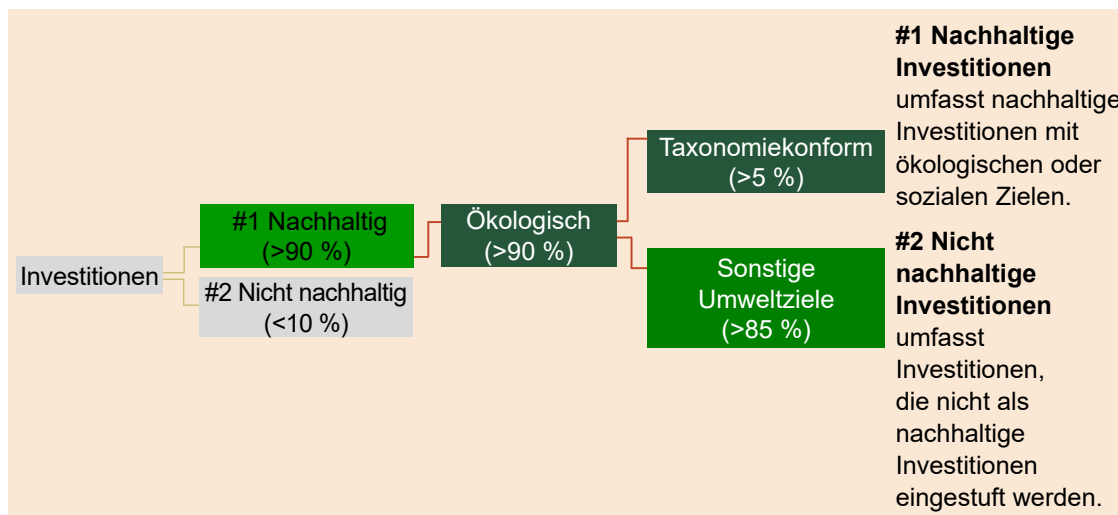 Investitionen
#1 Nachhaltig
(>90 %)
#2 Nicht nachhaltig
(<10 %)
Ökologisch
(>90 %)
Taxonomiekonform
(>5 %)
Sonstige
Umweltziele
(>85 %)
#1 Nachhaltige
Investitionen
umfasst nachhaltige
Investitionen mit
ökologischen oder
sozialen Zielen.
#2 Nicht
nachhaltige
Investitionen
umfasst
Investitionen,
die nicht als
nachhaltige
Investitionen
eingestuft werden.